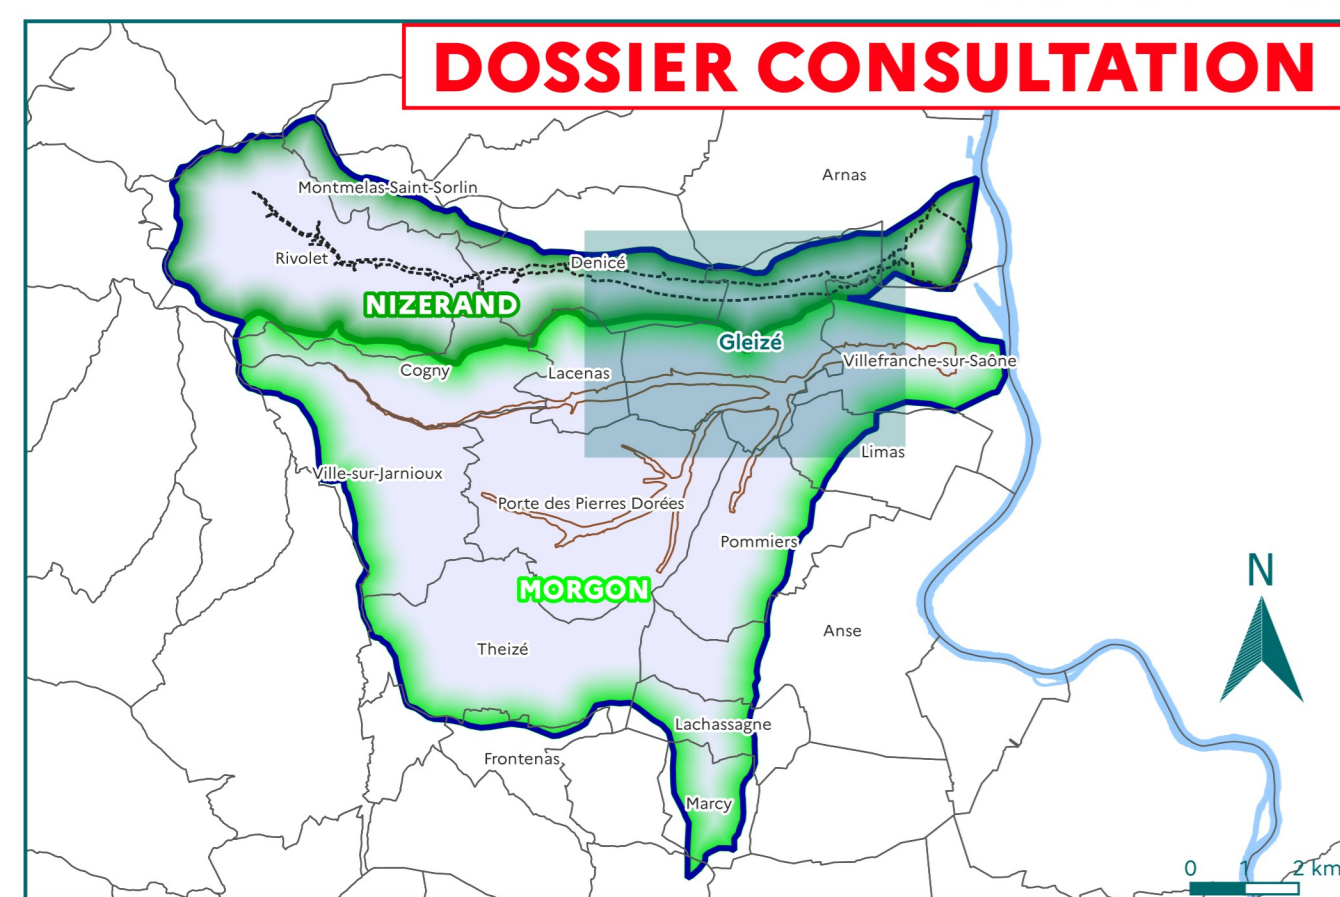 DOSSIER CONSULTATION
Arnas
Montmelas-Saint-Sorlin
Rivolet
Denicé
NIZERAND
Gleizé
Villefranche-sur-Saône
Cogny
Lacenas
Limas
Ville-sur-Jarnioux
Porte des Pierres Dorées
Pommiers
N
MORGON
Anse
Theizé
Lachassagne
Frontenas
Marcy
0 1 2 km